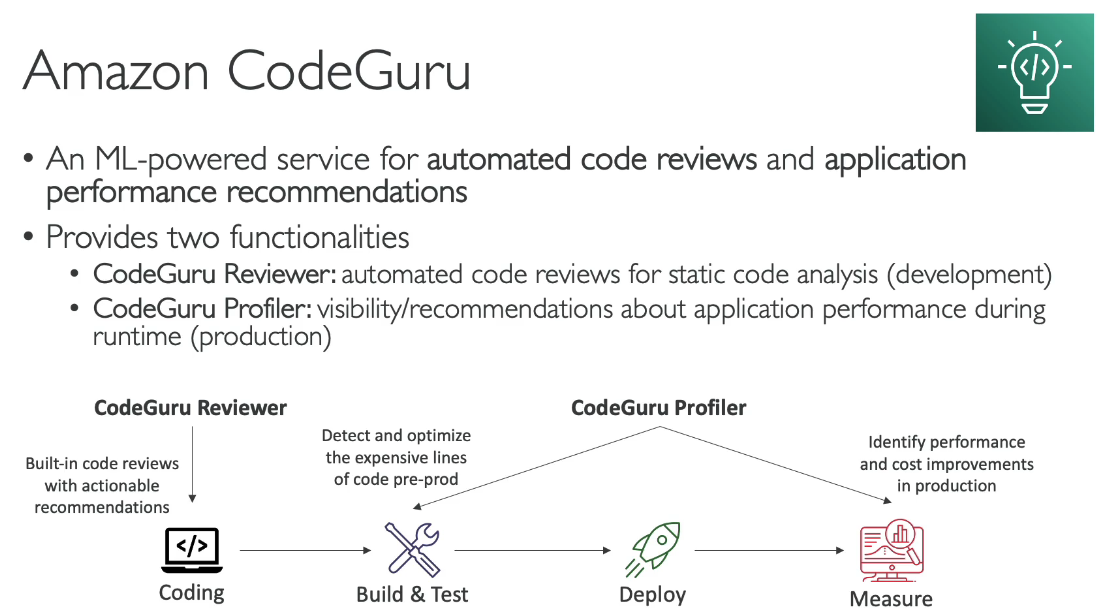 Amazon CodeGuru
• An ML-powered service for automated code reviews and application
performance recommendations
• Provides two functionalities
• CodeGuru Reviewer: automated code reviews for static code analysis (development)
• CodeGuru Profiler: visibility/recommendations about application performance during
runtime (production)
CodeGuru Reviewer
CodeGuru Profiler
Built-in code reviews
with actionable
recommendations
Detect and optimize
the expensive lines
of code pre-prod
Identify performance
and cost improvements
in production
Coding
Build & Test
Deploy
Measure